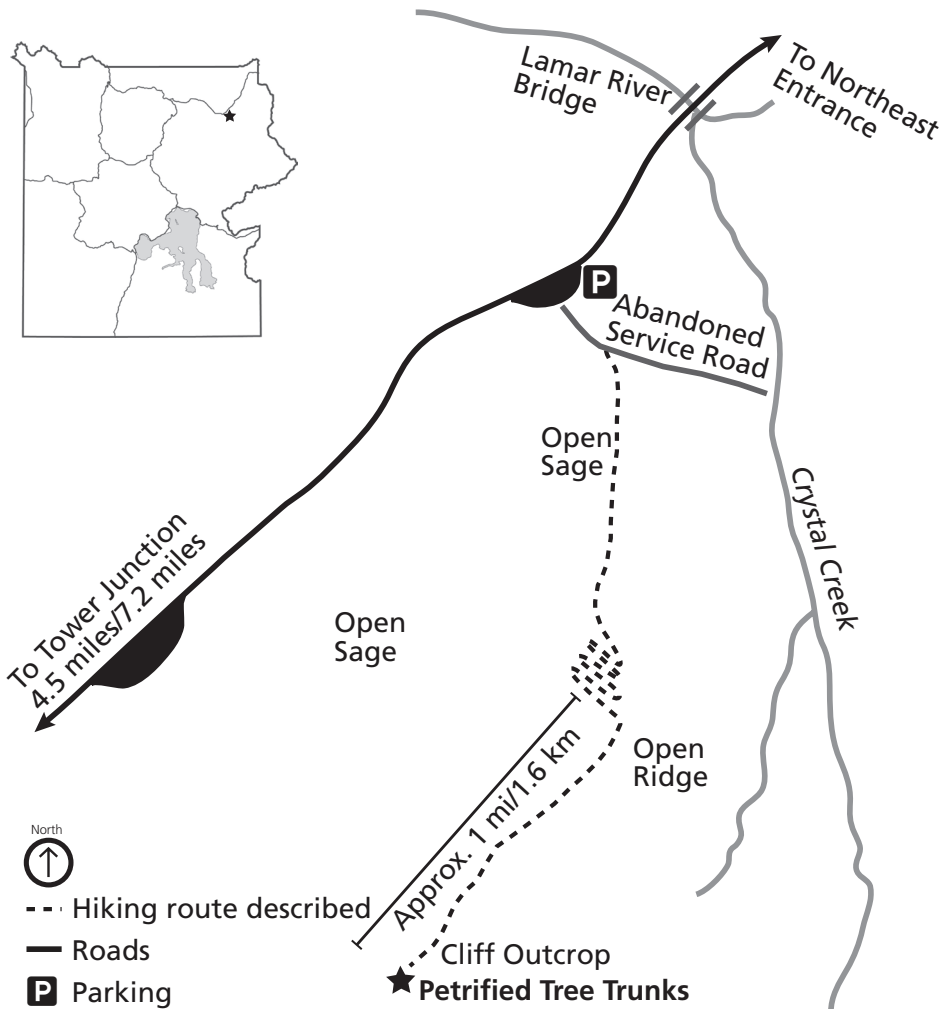 Lamar River
Bridge
To Northeast
Entrance
P
Abandoned
Service Road
Open
Sage
Crystal Creek
To Tower Junction
4.5 miles/7.2 miles
Open
Sage
Open
Ridge
Approx. 1 mi/1.6 km
North
Hiking route described
Roads
P Parking
Cliff Outcrop
Petrified Tree Trunks